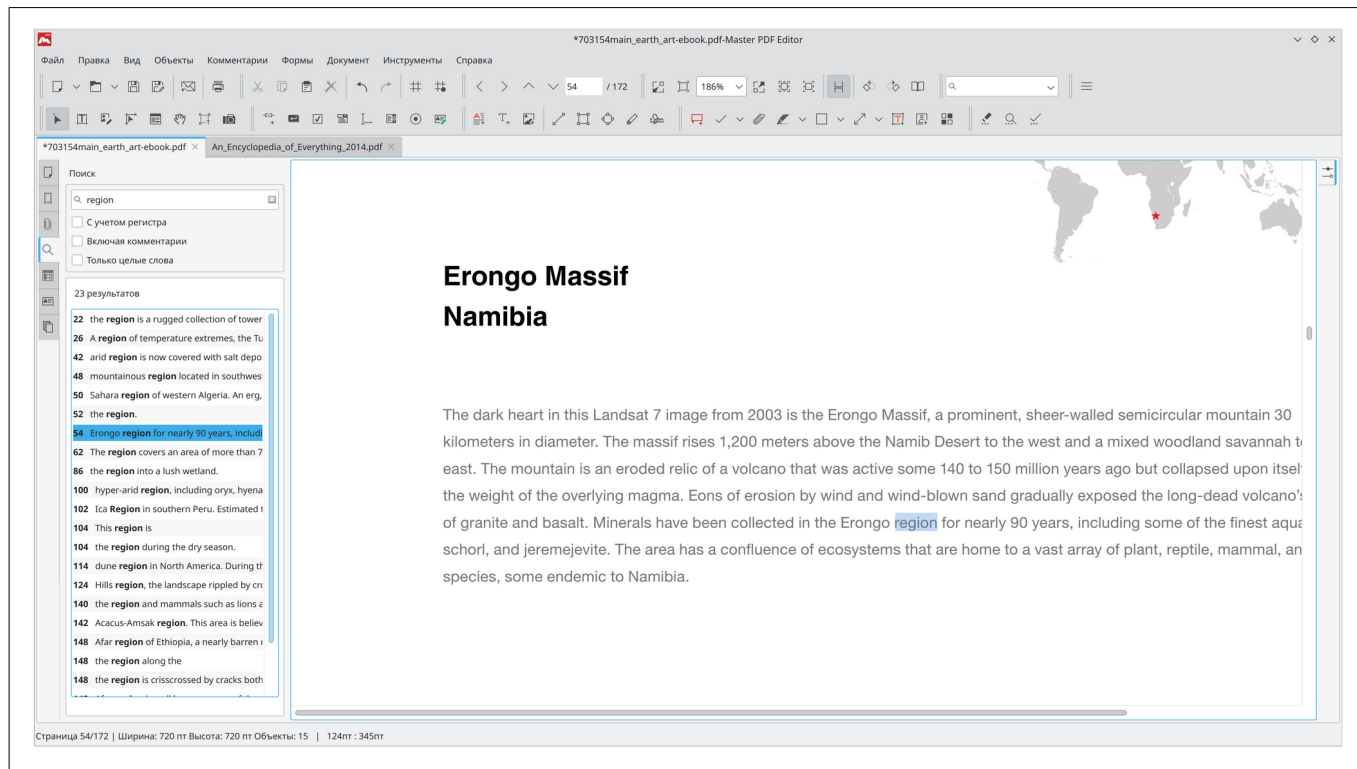 *703154main_earth_art-ebook.pdf-Master PDF Editor
Файл Правка Вид Объекты Комментарии Формы Документ Инструменты Справка
54 / 172 186%
*703154main_earth_art-ebook.pdf × An_Encyclopedia_of_Everything_2014.pdf ×
Поиск
region
С учетом регистра
Включая комментарии
Только целые слова
23 результатов
22 the region is a rugged collection of tower
26 A region of temperature extremes, the Tu
42 arid region is now covered with salt depo
48 mountainous region located in southwes
50 Sahara region of western Algeria. An erg,
52 the region.
54 Erongo region for nearly 90 years, includi
62 The region covers an area of more than 7
86 the region into a lush wetland.
100 hyper-arid region, including oryx, hyena
102 Ica Region in southern Peru. Estimated t
104 This region is
104 the region during the dry season.
114 dune region in North America. During th
124 Hills region, the landscape rippled by cro
140 the region and mammals such as lions a
142 Acacus-Amsak region. This area is believ
148 Afar region of Ethiopia, a nearly barren r
148 the region along the
148 the region is crisscrossed by cracks both
Erongo Massif
Namibia
The dark heart in this Landsat 7 image from 2003 is the Erongo Massif, a prominent, sheer-walled semicircular mountain 30
kilometers in diameter. The massif rises 1,200 meters above the Namib Desert to the west and a mixed woodland savannah t
east. The mountain is an eroded relic of a volcano that was active some 140 to 150 million years ago but collapsed upon itsel
the weight of the overlying magma. Eons of erosion by wind and wind-blown sand gradually exposed the long-dead volcano's
of granite and basalt. Minerals have been collected in the Erongo region for nearly 90 years, including some of the finest aqua
schorl, and jeremejevite. The area has a confluence of ecosystems that are home to a vast array of plant, reptile, mammal, an
species, some endemic to Namibia.
Страница 54/172 | Ширина: 720 пт Высота: 720 пт Объекты: 15 | 124пт : 345пт